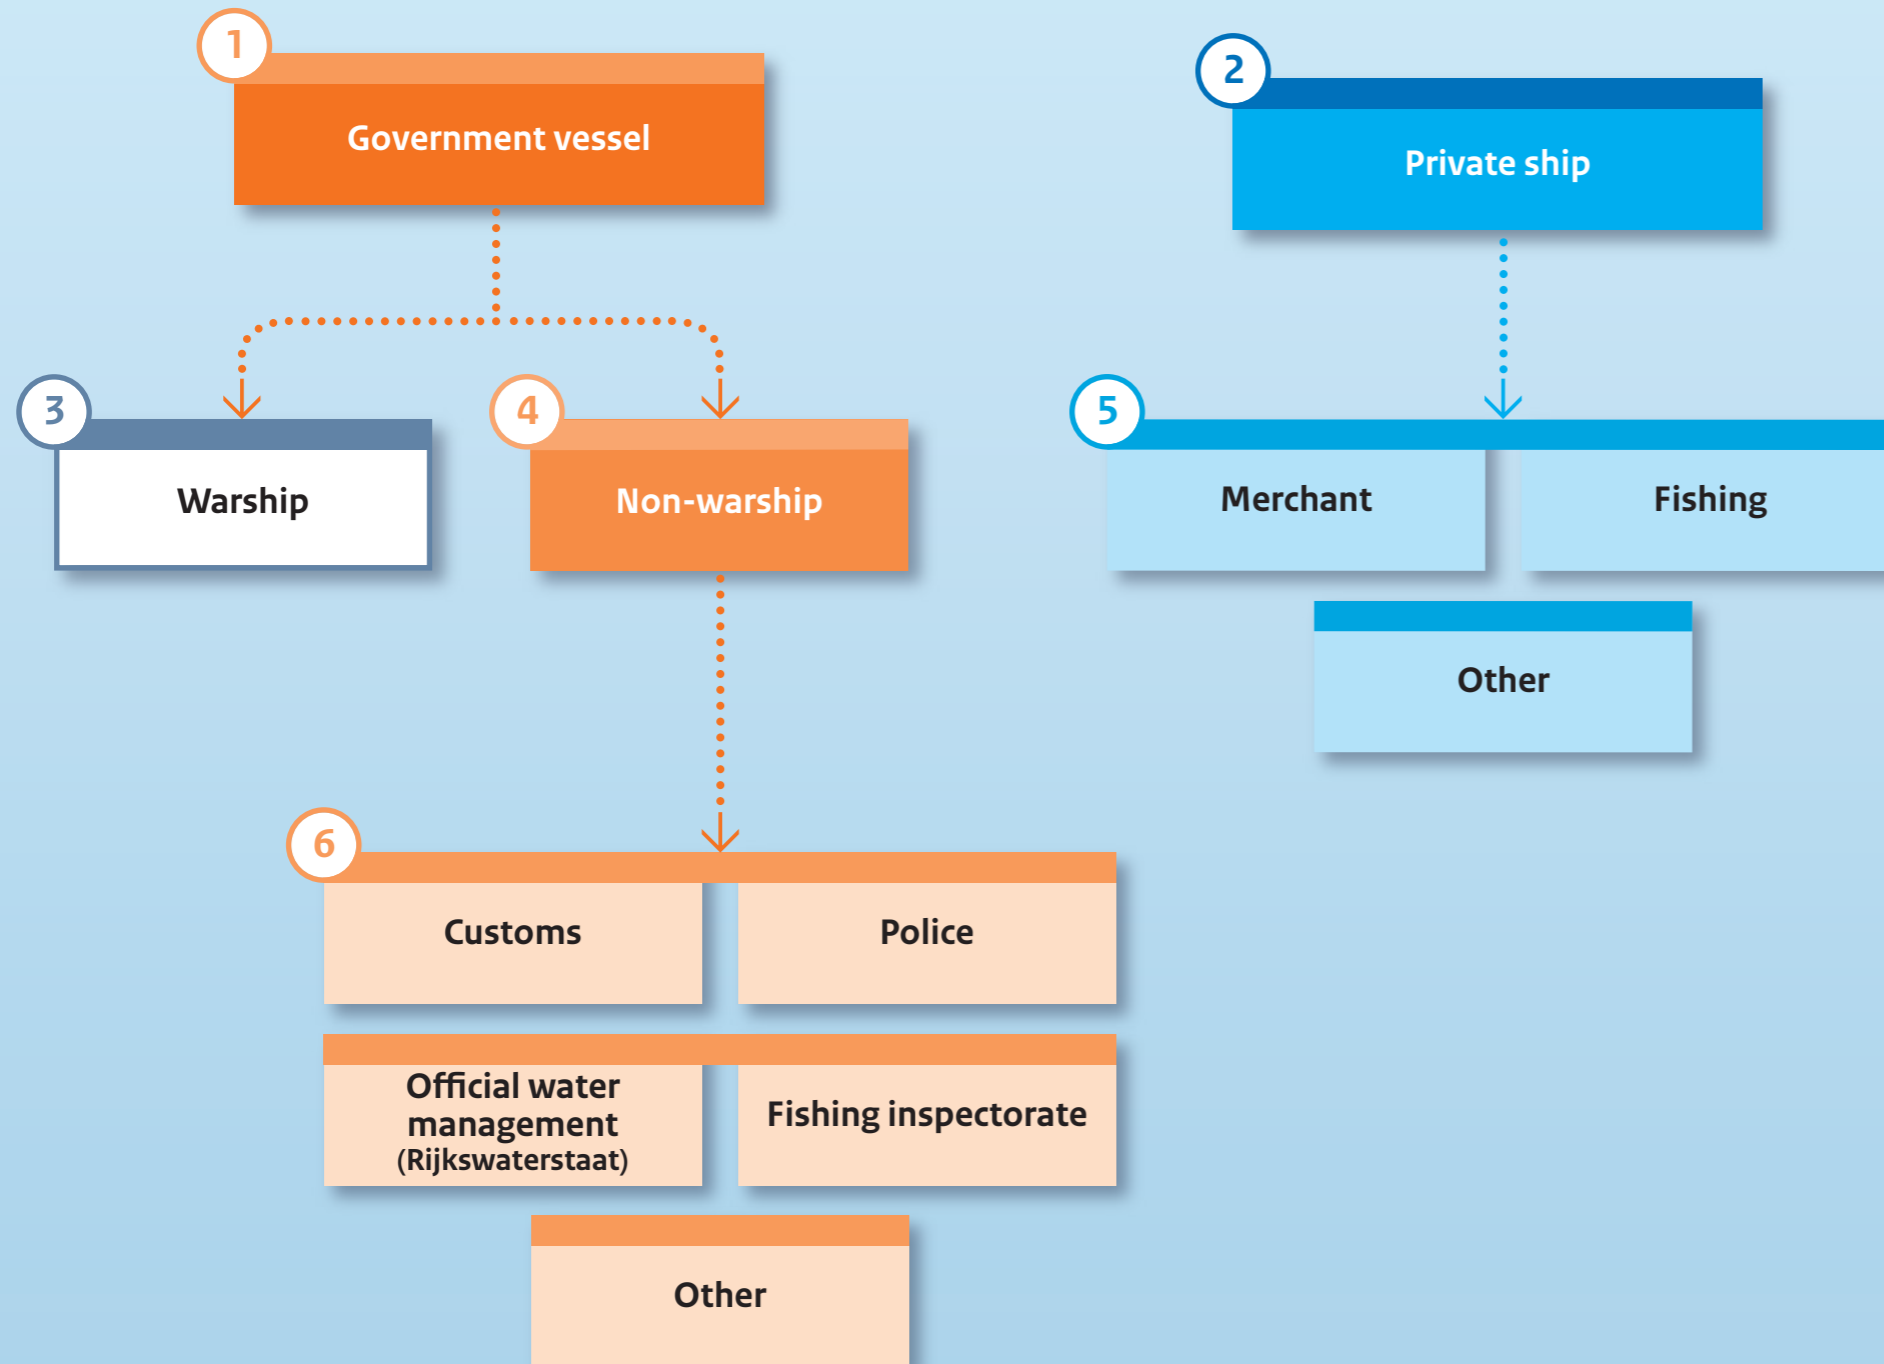 1
Government vessel
2
Private ship
3
Warship
4
Non-warship
5
Merchant
Fishing
Other
6
Customs
Police
Official water
management
(Rijkswaterstaat)
Fishing inspectorate
Other